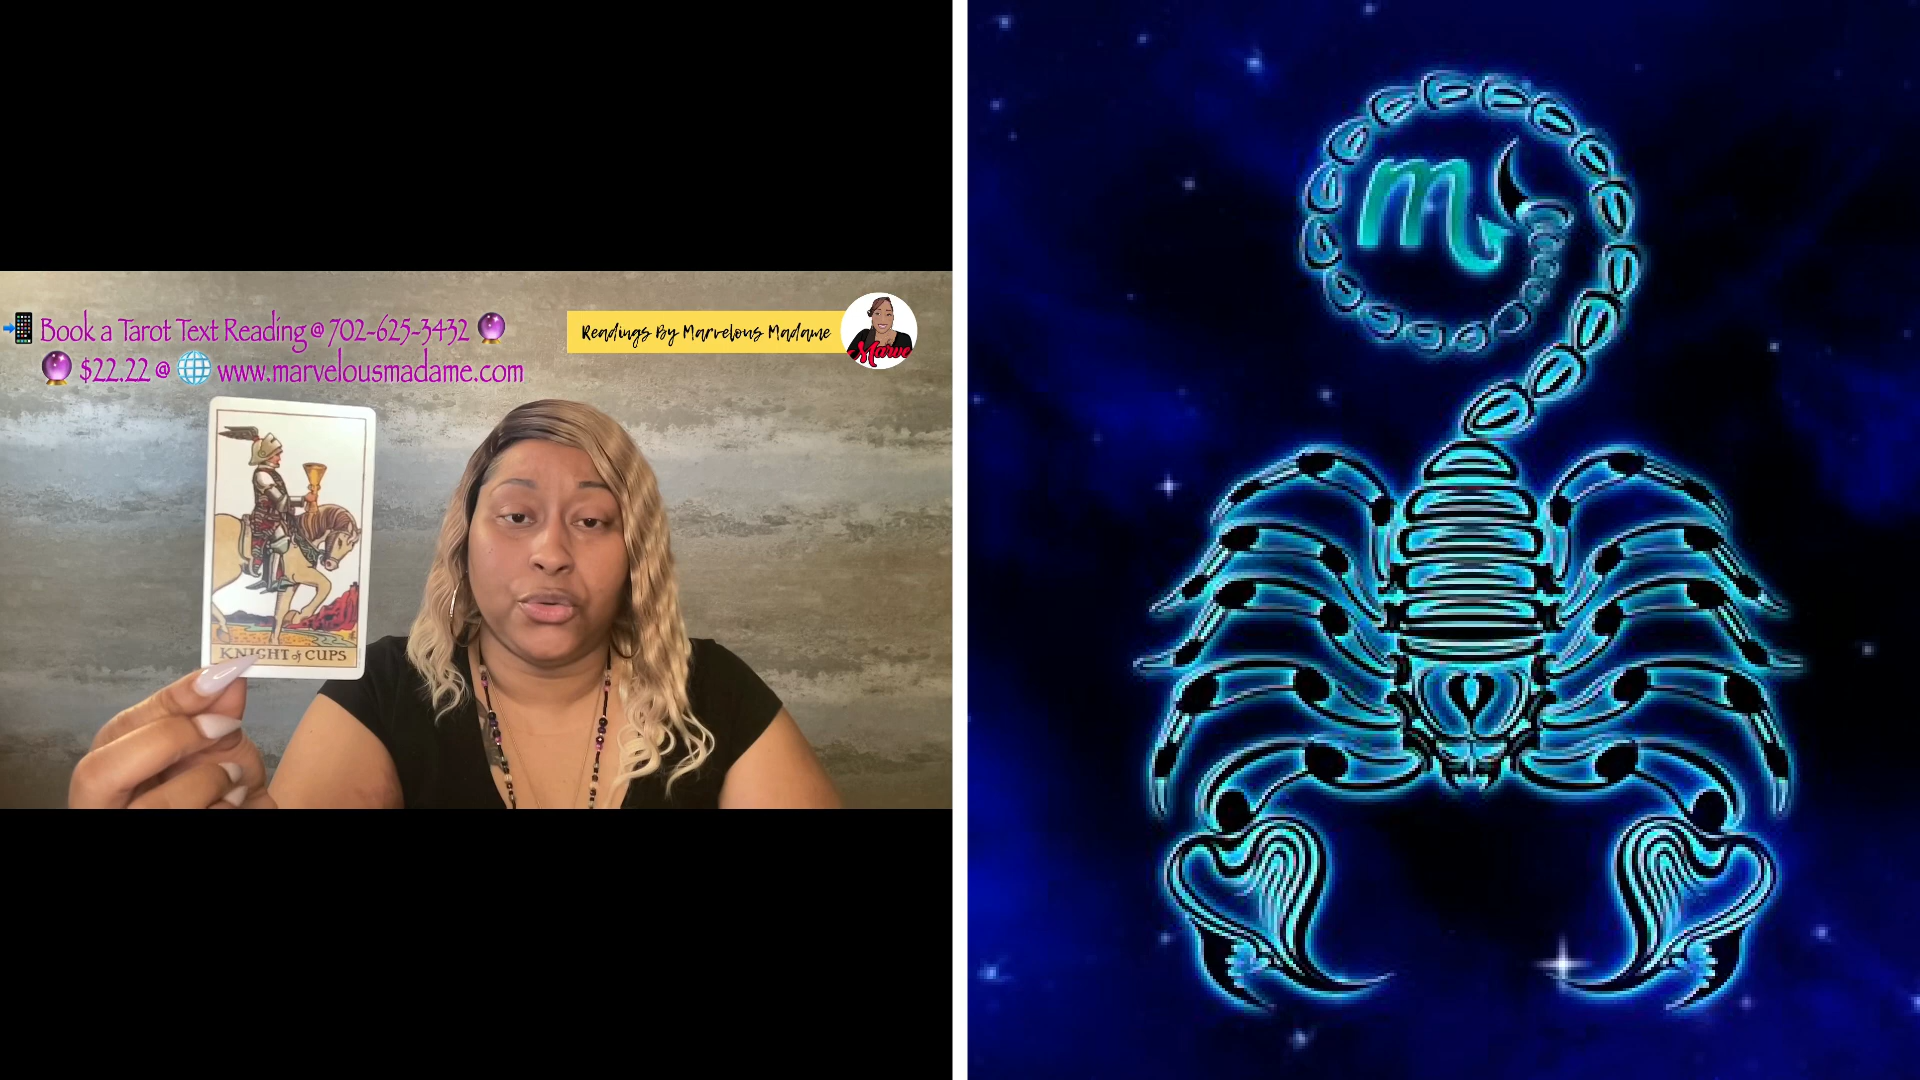 Book a Tarot Text Reading @ 702-625-3432
$22.22 @ www.marvelousmadame.com
Readings By Marvelous Madame
Marve
KNIGHT of CUPS